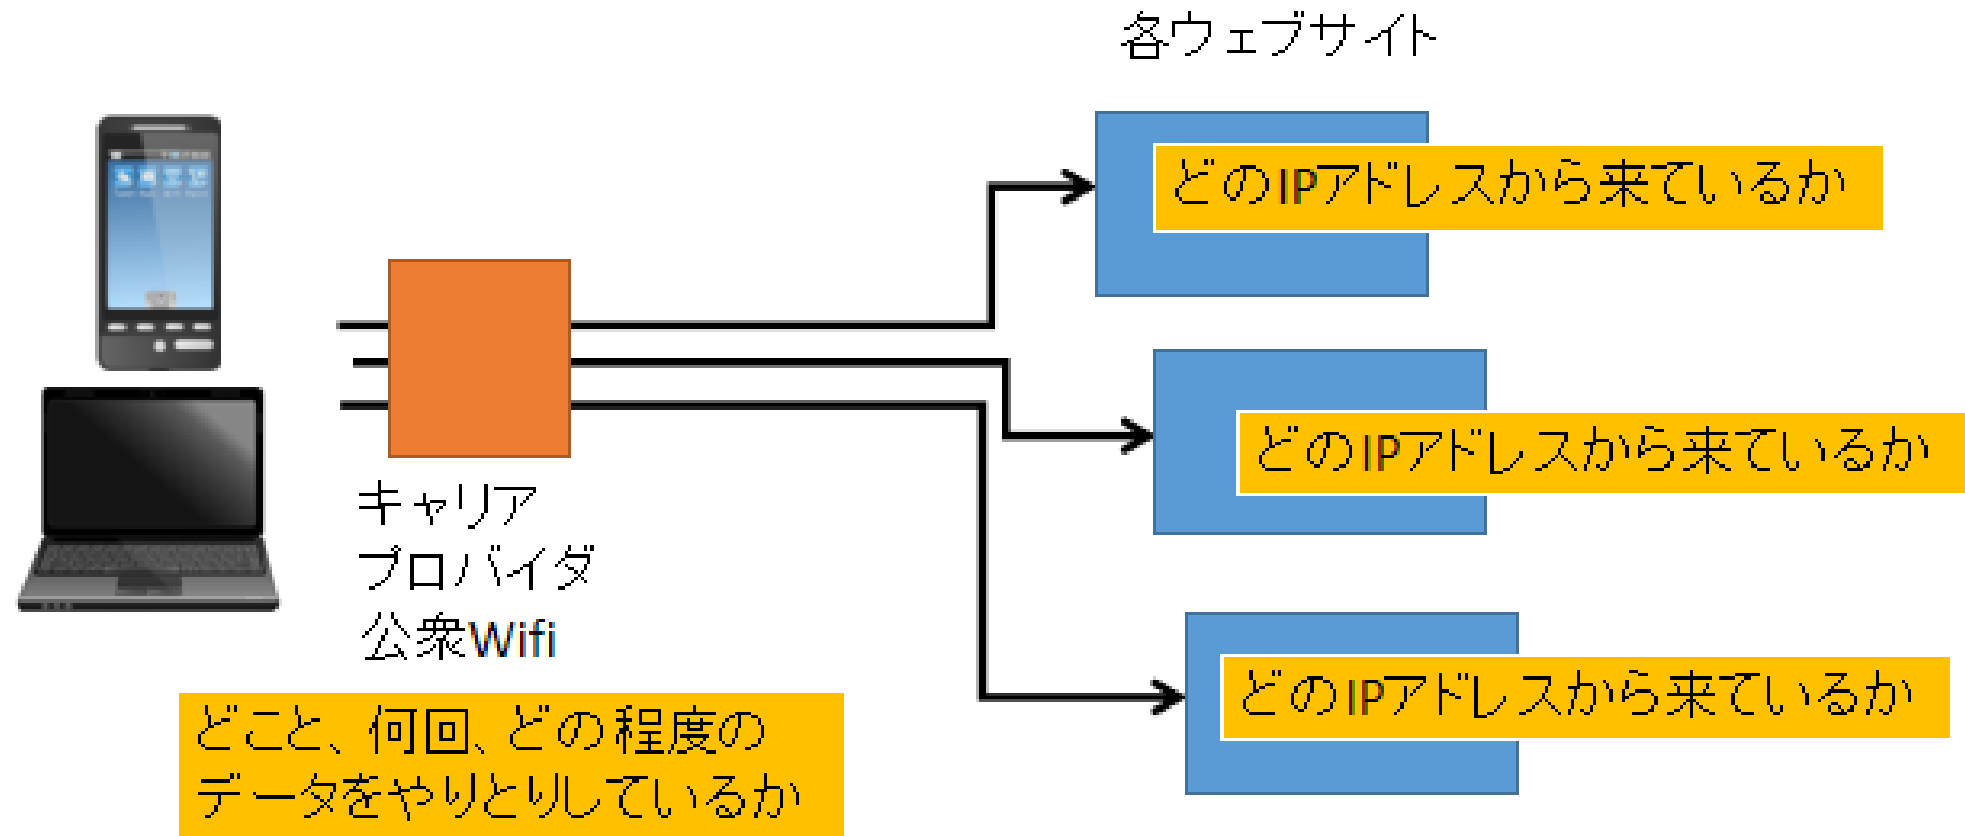 各ウェブサイト
どのIPアドレスから来ているか
どのIPアドレスから来ているか
キャリア
プロバイダ
公衆Wifi
どのIPアドレスから来ているか
どこと、何回、どの程度の
データをやりとりしているか